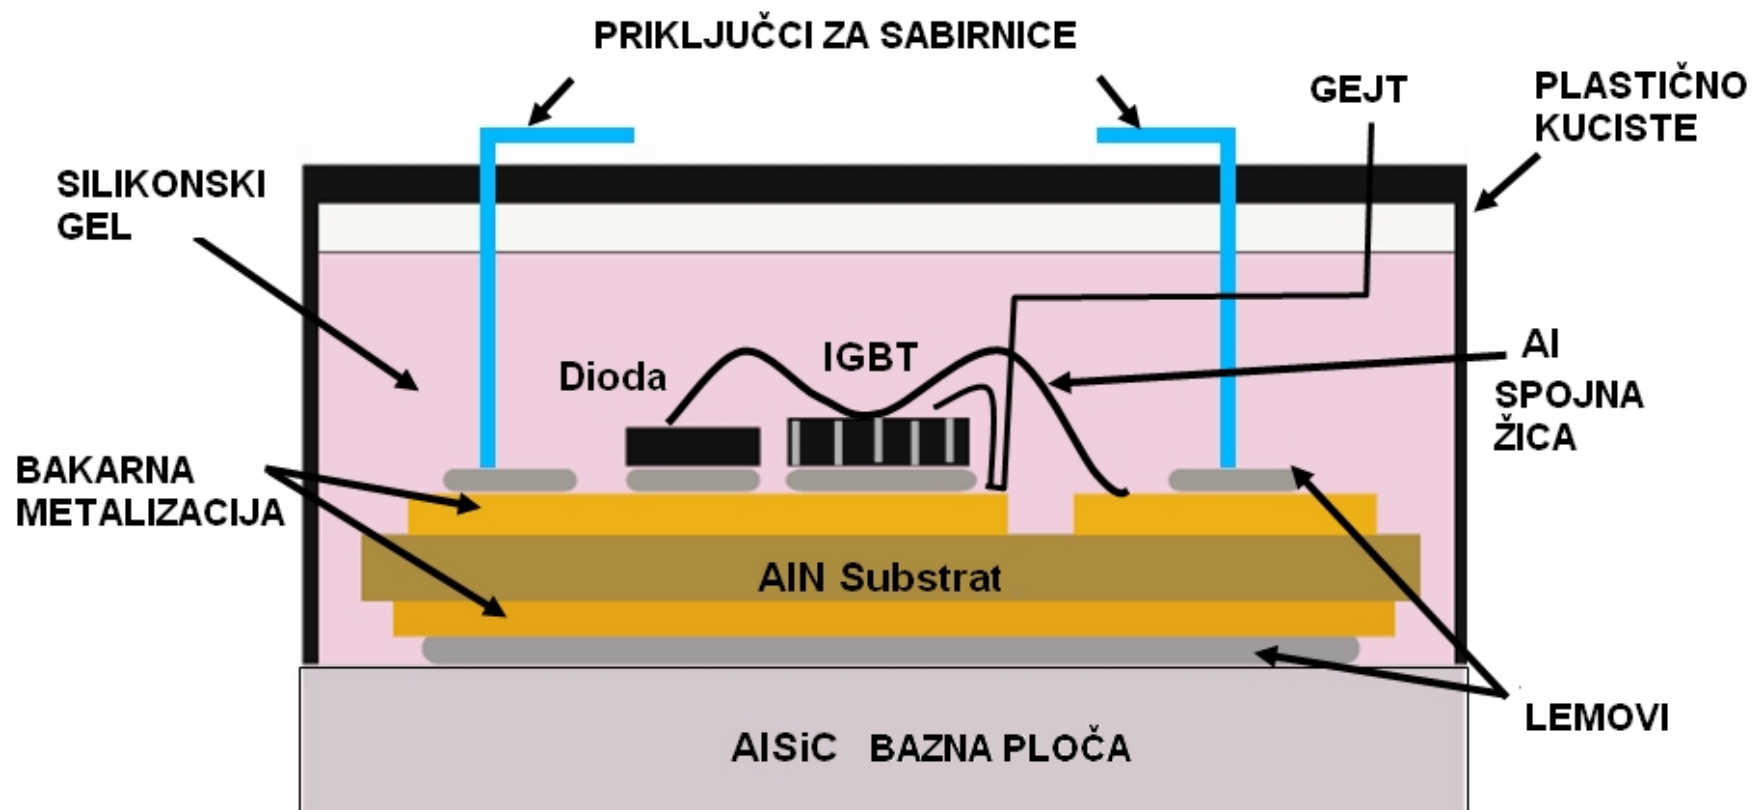 PRIKLJUČCI ZA SABIRNICE
GEJT
PLASTIČNO
KUCISTE
SILIKONSKI
GEL
IGBT
Dioda
Al
SPOJNA
ŽICA
BAKARNA
METALIZACIJA
AlN Substrat
LEMOVI
AlSiC BAZNA PLOČA